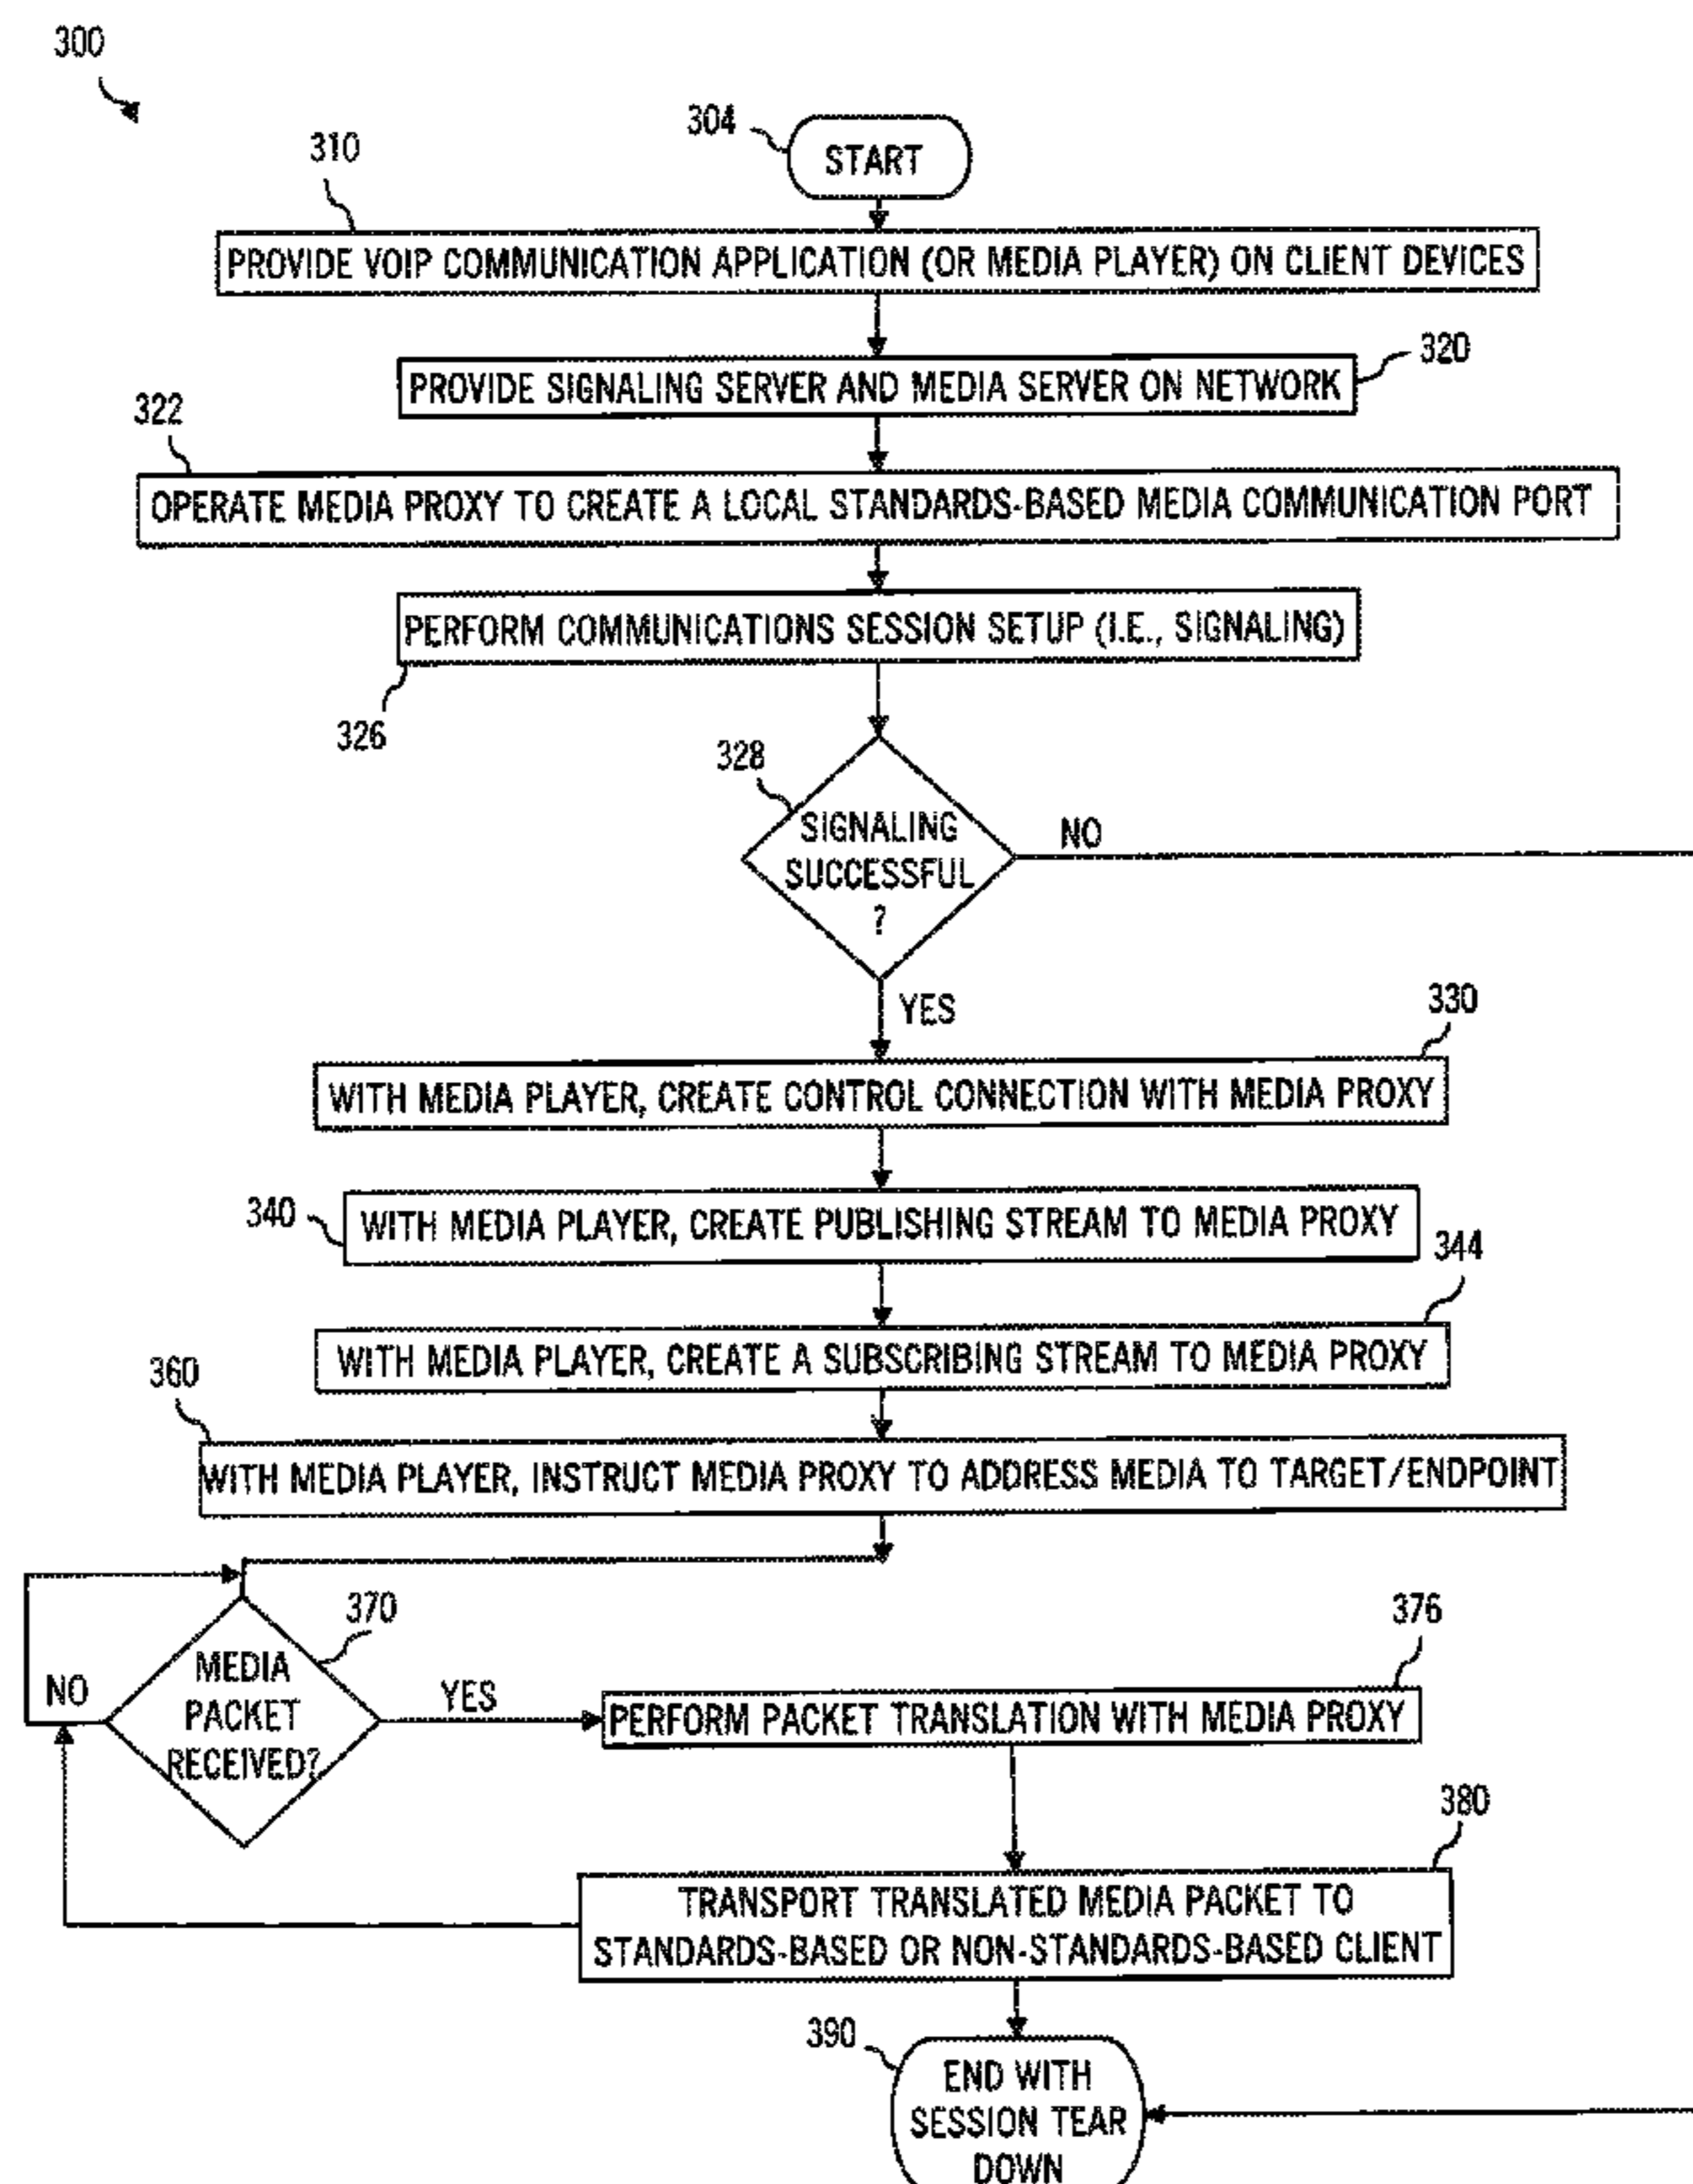 300
304
START
310
PROVIDE VOIP COMMUNICATION APPLICATION (OR MEDIA PLAYER) ON CLIENT DEVICES
320
PROVIDE SIGNALING SERVER AND MEDIA SERVER ON NETWORK
322
OPERATE MEDIA PROXY TO CREATE A LOCAL STANDARDS-BASED MEDIA COMMUNICATION PORT
PERFORM COMMUNICATIONS SESSION SETUP (I.E., SIGNALING)
326
328
SIGNALING
SUCCESSFUL
?
NO
YES
330
WITH MEDIA PLAYER, CREATE CONTROL CONNECTION WITH MEDIA PROXY
340
WITH MEDIA PLAYER, CREATE PUBLISHING STREAM TO MEDIA PROXY
344
WITH MEDIA PLAYER, CREATE A SUBSCRIBING STREAM TO MEDIA PROXY
360
WITH MEDIA PLAYER, INSTRUCT MEDIA PROXY TO ADDRESS MEDIA TO TARGET/ENDPOINT
370
MEDIA
PACKET
RECEIVED?
NO
YES
376
PERFORM PACKET TRANSLATION WITH MEDIA PROXY
380
TRANSPORT TRANSLATED MEDIA PACKET TO
STANDARDS-BASED OR NON-STANDARDS-BASED CLIENT
390
END WITH
SESSION TEAR
DOWN